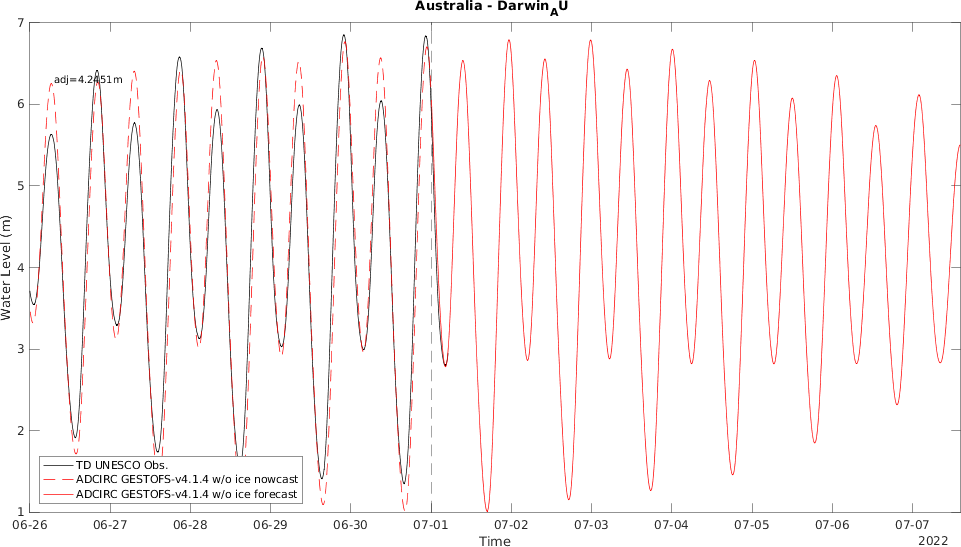 Australia - Darwin_AU
7
6
5
4
3
2
1
Water Level (m)
adj=4.2451m
TD UNESCO Obs.
ADCIRC GESTOFS-v4.1.4 w/o ice nowcast
ADCIRC GESTOFS-v4.1.4 w/o ice forecast
06-26 06-27 06-28 06-29 06-30 07-01 07-02 07-03 07-04 07-05 07-06 07-07
Time
2022